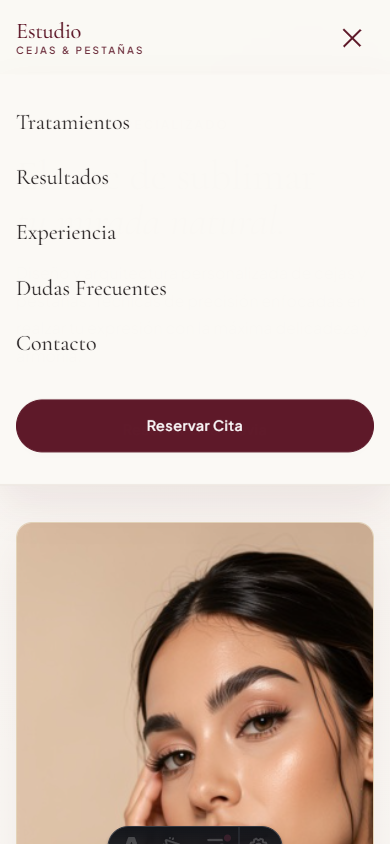 Estudio
CEJAS & PESTAÑAS
Tratamientos
Resultados
Experiencia
Dudas Frecuentes
Contacto
Reservar Cita